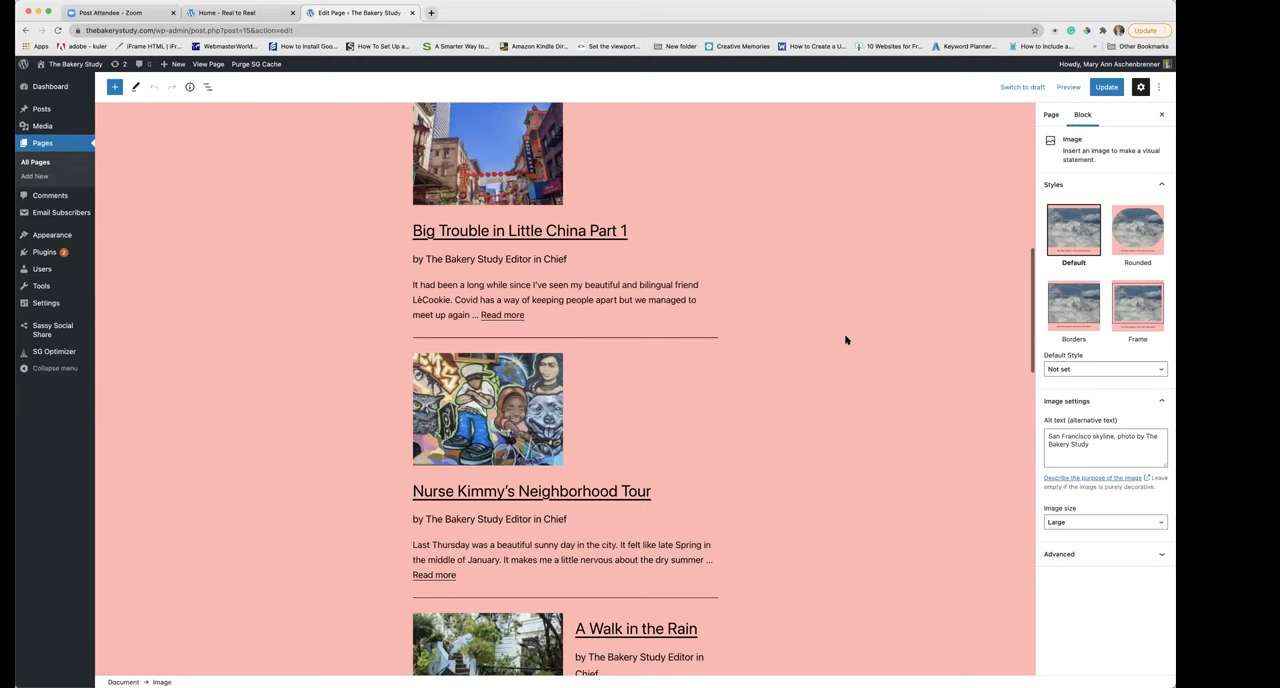 Post Attendee - Zoom
Home - Real to Reel
Edit Page < The Bakery Study
thebakerystudy.com/wp-admin/post.php?post=15&action=edit
Update
Apps
adobe - kuler
iFrame HTML | iFr...
WebmasterWorld...
How to Install Goo...
How To Set Up a...
A Smarter Way to...
Amazon Kindle Dir...
Set the viewport...
New folder
Creative Memories
How to Create a U...
10 Websites for Fr...
Keyword Planner...
How to Include a...
Other Bookmarks
The Bakery Study
2
0
New
View Page
Purge SG Cache
Howdy, Mary Ann Aschenbrenner
Dashboard
Posts
Media
Pages
All Pages
Add New
Comments
Email Subscribers
Appearance
Plugins 2
Users
Tools
Settings
Sassy Social
Share
SG Optimizer
Collapse menu
Switch to draft
Preview
Update
Big Trouble in Little China Part 1
by The Bakery Study Editor in Chief
It had been a long while since I've seen my beautiful and bilingual friend
LèCookie. Covid has a way of keeping people apart but we managed to
meet up again ... Read more
Nurse Kimmy's Neighborhood Tour
by The Bakery Study Editor in Chief
Last Thursday was a beautiful sunny day in the city. It felt like late Spring in
the middle of January. It makes me a little nervous about the dry summer ...
Read more
A Walk in the Rain
by The Bakery Study Editor in
Chief
Page
Block
Image
Insert an image to make a visual
statement.
Styles
Default
Rounded
Borders
Frame
Default Style
Not set
Image settings
Alt text (alternative text)
San Francisco skyline, photo by The
Bakery Study
Describe the purpose of the image Leave
empty if the image is purely decorative.
Image size
Large
Advanced
Document → Image